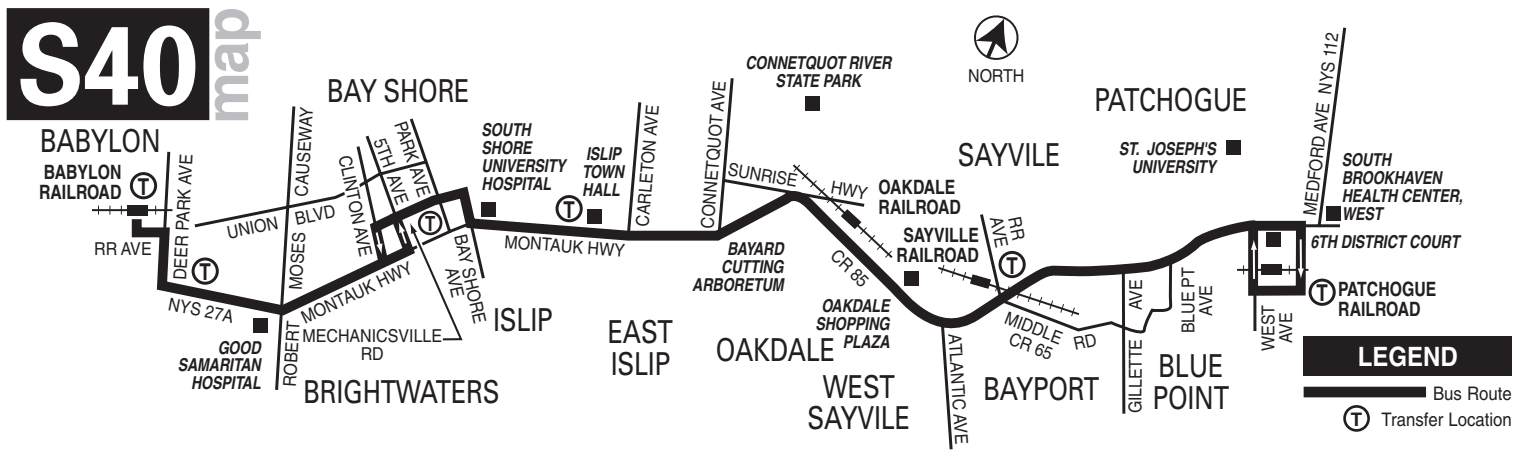 S40
map
BABYLON
BABYLON
RAILROAD
T
RR AVE
DEER PARK AVE
T
NYS 27A
GOOD
SAMARITAN
HOSPITAL
UNION BLVD
ROBERT MOSES CAUSEWAY
BAY SHORE
CLINTON AVE
5TH AVE
PARK AVE
T
MONTAUK HWY
MECHANICSVILLE
RD
BRIGHTWATERS
BAY SHORE
AVE
ISLIP
SOUTH
SHORE
UNIVERSITY
HOSPITAL
T
ISLIP
TOWN
HALL
MONTAUK HWY
CARLETON AVE
EAST
ISLIP
CONNETQUOT AVE
SUNRISE HWY
CONNETQUOT RIVER
STATE PARK
BAYARD
CUTTING
ARBORETUM
OAKDALE
OAKDALE
RAILROAD
CR 85
SAYVILLE
RAILROAD
OAKDALE
SHOPPING
PLAZA
WEST
SAYVILE
NORTH
SAYVILE
RR
AVE
T
ATLANTIC AVE
MIDDLE RD
CR 65
BAYPORT
GILLETTE AVE
BLUE PT
AVE
BLUE
POINT
PATCHOGUE
ST. JOSEPH'S
UNIVERSITY
MEDFORD AVE NYS 112
SOUTH
BROOKHAVEN
HEALTH CENTER,
WEST
6TH DISTRICT COURT
T
PATCHOGUE
RAILROAD
WEST
AVE
LEGEND
Bus Route
T Transfer Location